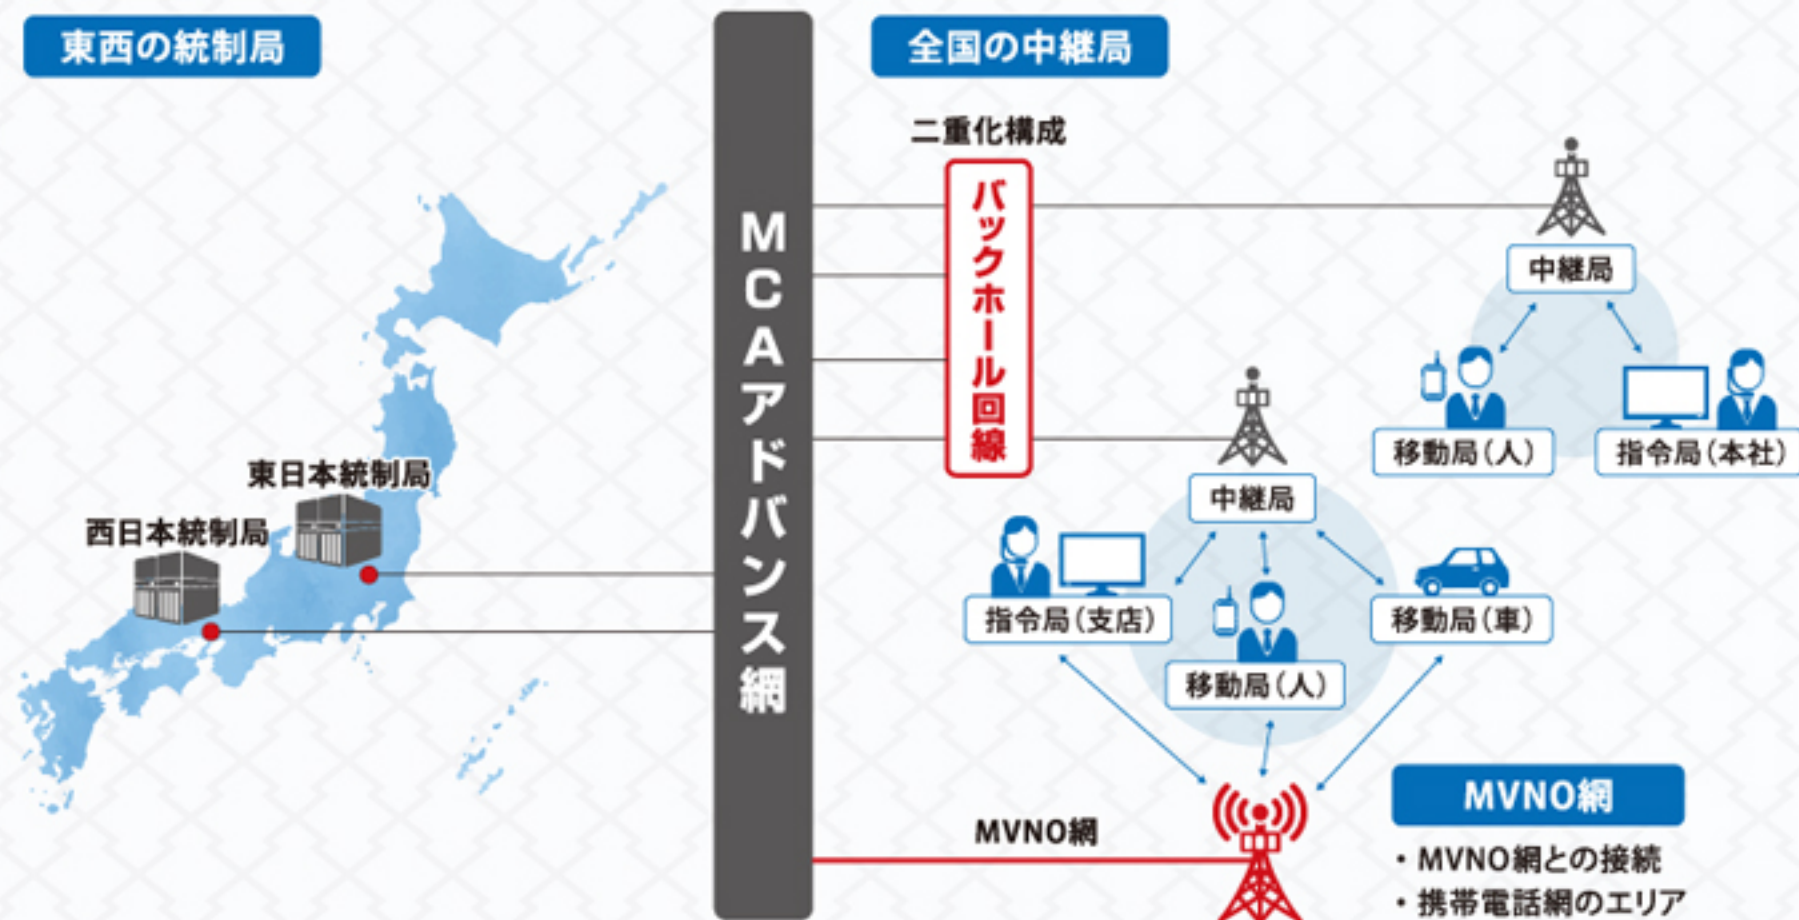 東西の統制局
全国の中継局
二重化構成
バックホール回線
MCAアドバンス網
中継局
移動局(人)
指令局(本社)
東日本統制局
西日本統制局
中継局
指令局(支店)
移動局(人)
移動局(車)
MVNO網
MVNO網
・MVNO網との接続
・携帯電話網のエリア